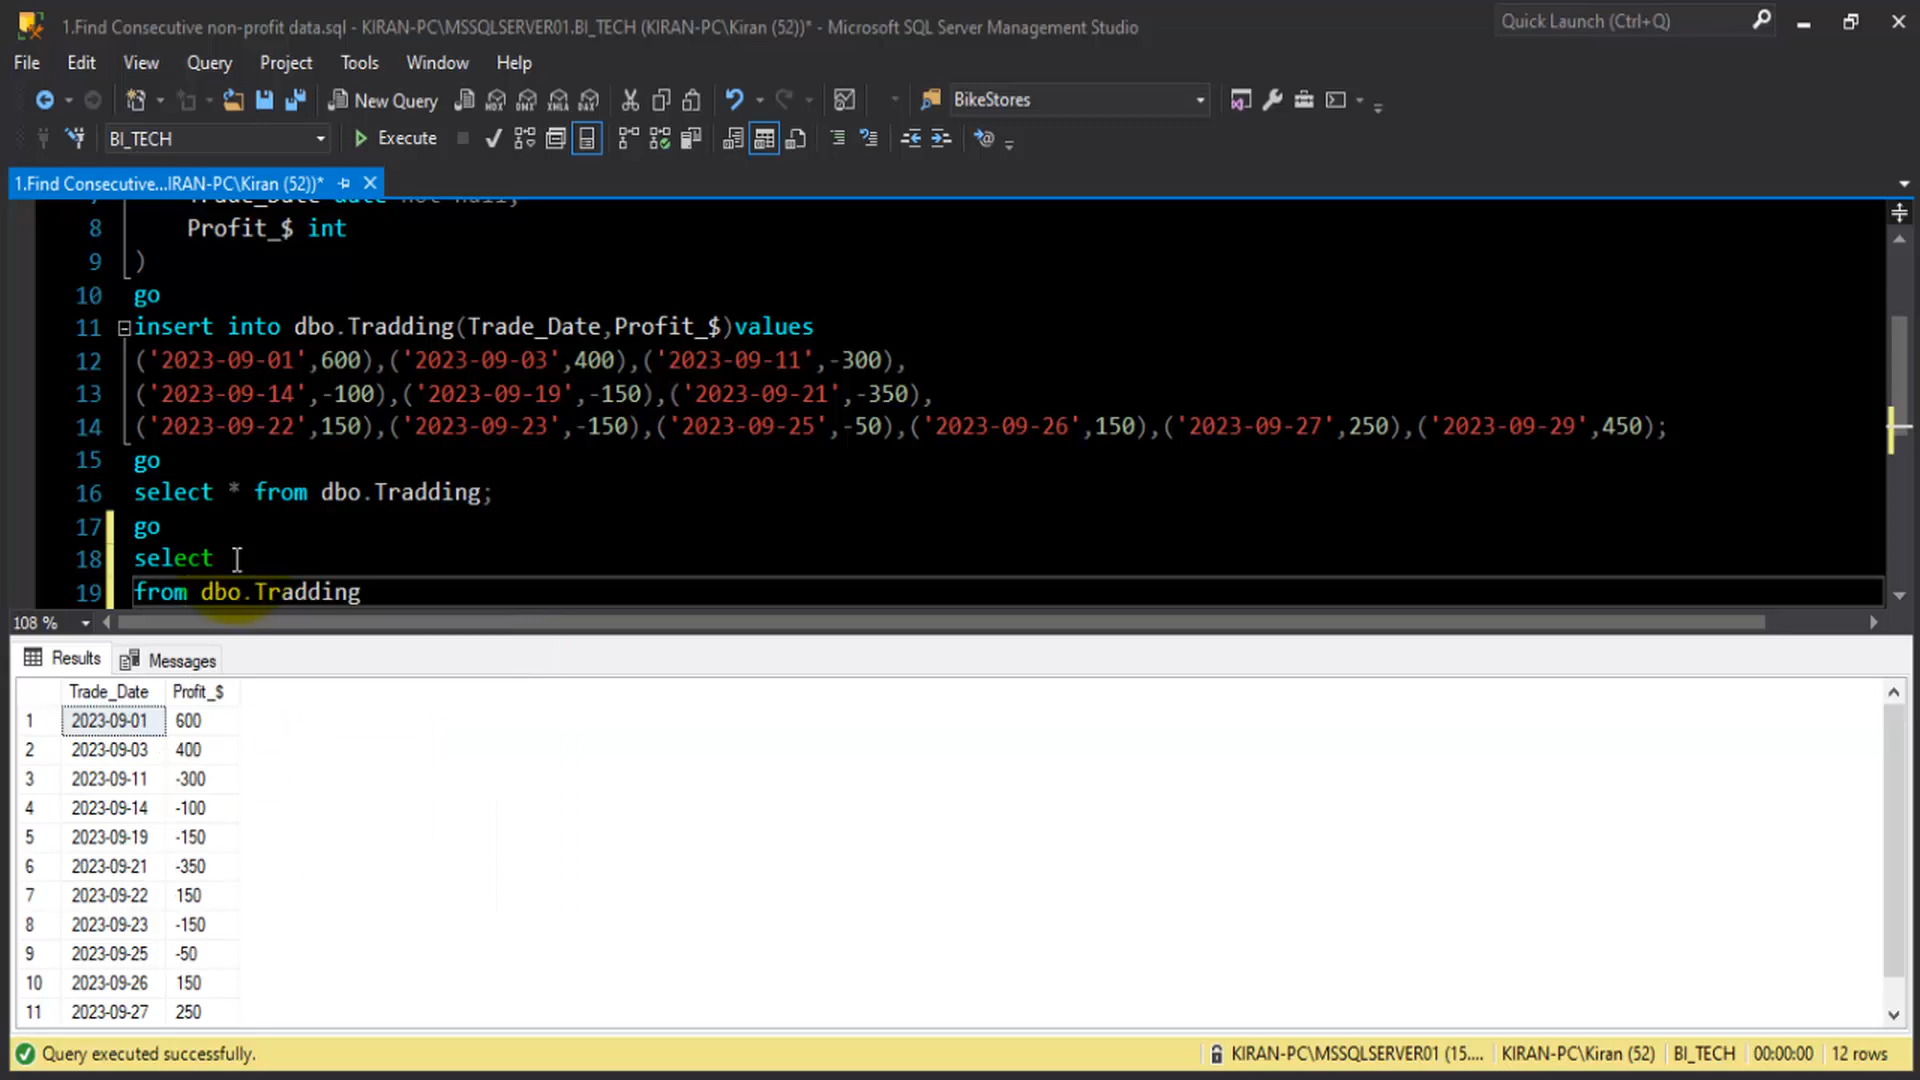 1.Find Consecutive non-profit data.sql - KIRAN-PC\MSSQLSERVER01.BI_TECH (KIRAN-PC\Kiran (52))* - Microsoft SQL Server Management Studio
Quick Launch (Ctrl+Q)
File Edit View Query Project Tools Window Help
New Query
MDX DMX XMLA DAX
BikeStores
BI_TECH
Execute
1.Find Consecutive...IRAN-PC\Kiran (52))*
7 Trade_Date date not null,
8 Profit_$ int
9 )
10 go
11 insert into dbo.Tradding(Trade_Date,Profit_$)values
12 ('2023-09-01',600),('2023-09-03',400),('2023-09-11',-300),
13 ('2023-09-14',-100),('2023-09-19',-150),('2023-09-21',-350),
14 ('2023-09-22',150),('2023-09-23',-150),('2023-09-25',-50),('2023-09-26',150),('2023-09-27',250),('2023-09-29',450);
15 go
16 select * from dbo.Tradding;
17 go
18 select
19 from dbo.Tradding
108 %
Results Messages
Trade_Date Profit_$
1 2023-09-01 600
2 2023-09-03 400
3 2023-09-11 -300
4 2023-09-14 -100
5 2023-09-19 -150
6 2023-09-21 -350
7 2023-09-22 150
8 2023-09-23 -150
9 2023-09-25 -50
10 2023-09-26 150
11 2023-09-27 250
Query executed successfully.
KIRAN-PC\MSSQLSERVER01 (15.... KIRAN-PC\Kiran (52) BI_TECH 00:00:00 12 rows